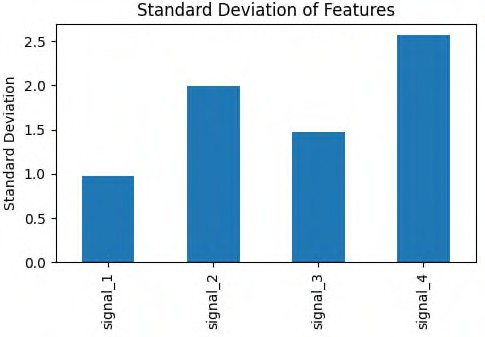 Standard Deviation of Features
Standard Deviation
2.5
2.0
1.5
1.0
0.5
0.0
signal_1
signal_2
signal_3
signal_4